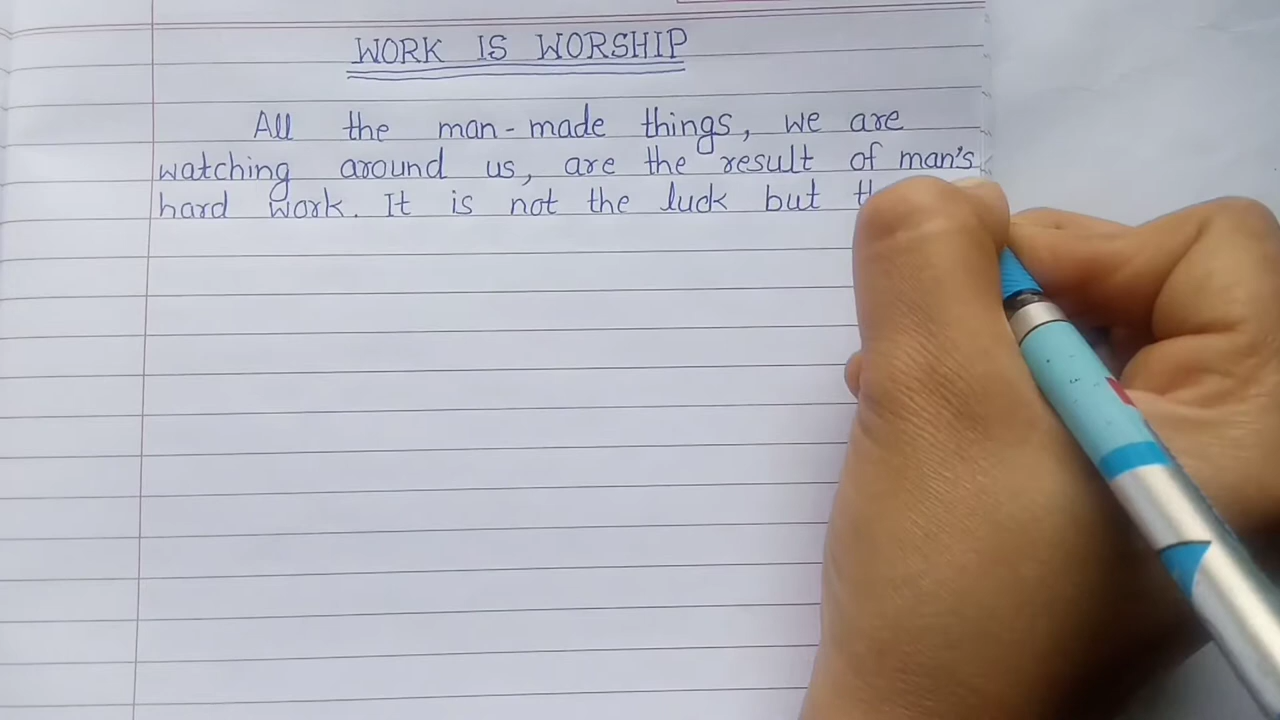 WORK IS WORSHIP
All the man-made things, we are
watching around us, are the result of man's
hard work. It is not the luck but